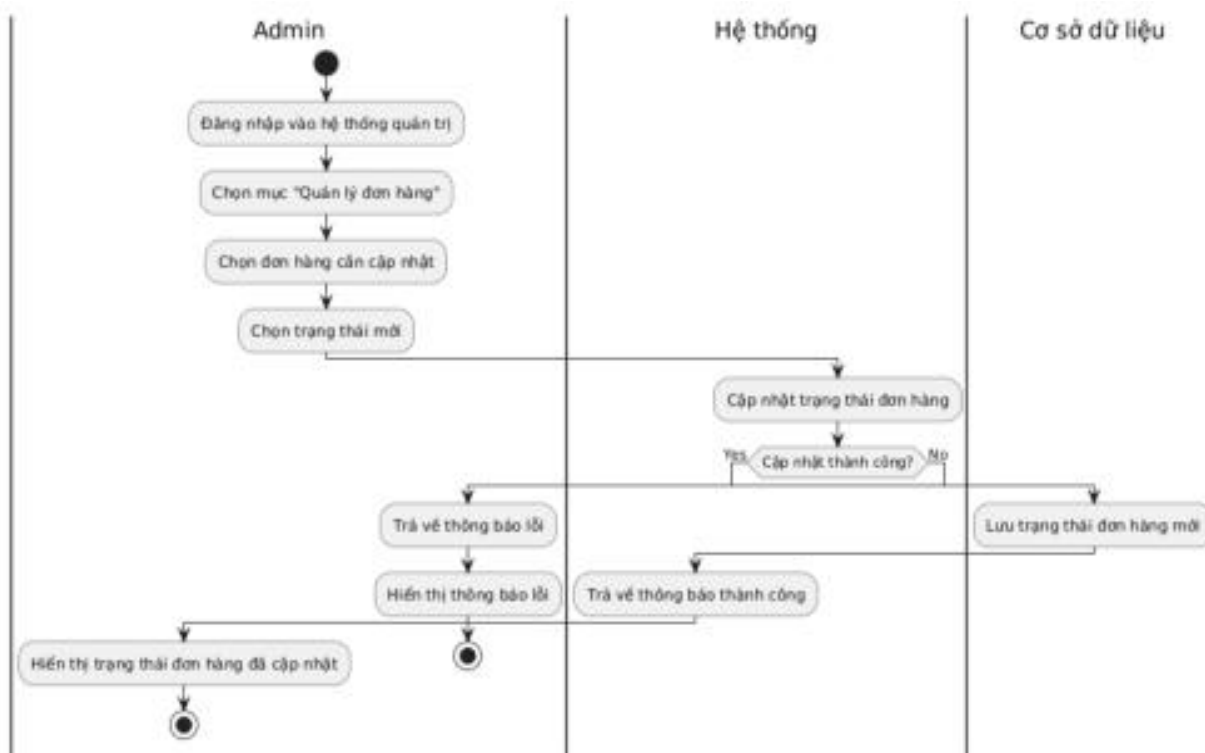 Admin
Hệ thống
Cơ sở dữ liệu
Đăng nhập vào hệ thống quản trị
Chọn mục "Quản lý đơn hàng"
Chọn đơn hàng cần cập nhật
Chọn trạng thái mới
Cập nhật trạng thái đơn hàng
Yes
Cập nhật thành công?
No
Trả về thông báo lỗi
Lưu trạng thái đơn hàng mới
Hiển thị thông báo lỗi
Trả về thông báo thành công
Hiển thị trạng thái đơn hàng đã cập nhật